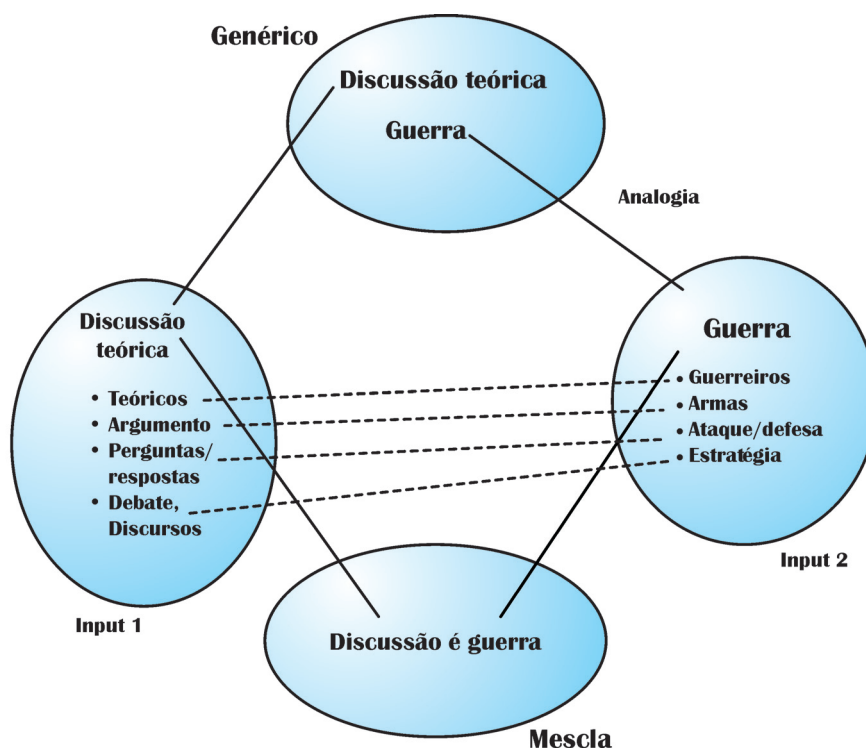 Genérico
Discussão teórica
Guerra
Analogia
Discussão
teórica
• Teóricos
• Argumento
• Perguntas/
respostas
• Debate,
Discursos
Input 1
Guerra
• Guerreiros
• Armas
• Ataque/defesa
• Estratégia
Input 2
Discussão é guerra
Mescla